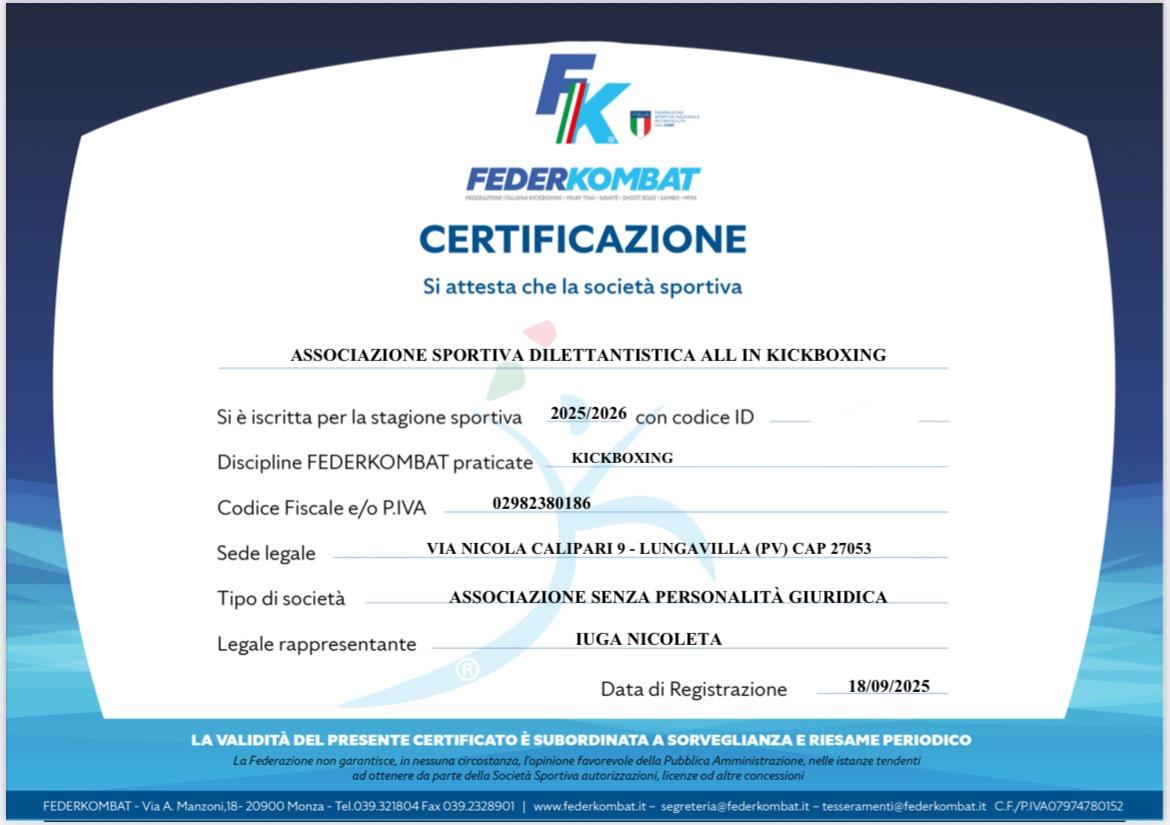 FK
ITALIA
FEDERAZIONE
SPORTIVA NAZIONALE
RICONOSCIUTA
DAL CONI
FEDERKOMBAT
FEDERAZIONE ITALIANA KICKBOXING • MUAY THAI • SAVATE • SHOOT BOXE • SAMBO • MMA
CERTIFICAZIONE
Si attesta che la società sportiva
ASSOCIAZIONE SPORTIVA DILETTANTISTICA ALL IN KICKBOXING
Si è iscritta per la stagione sportiva 2025/2026 con codice ID
Discipline FEDERKOMBAT praticate KICKBOXING
Codice Fiscale e/o P.IVA 02982380186
Sede legale VIA NICOLA CALIPARI 9 - LUNGAVILLA (PV) CAP 27053
Tipo di società ASSOCIAZIONE SENZA PERSONALITÀ GIURIDICA
Legale rappresentante IUGA NICOLETA
®
Data di Registrazione 18/09/2025
LA VALIDITÀ DEL PRESENTE CERTIFICATO È SUBORDINATA A SORVEGLIANZA E RIESAME PERIODICO
La Federazione non garantisce, in nessuna circostanza, l'opinione favorevole della Pubblica Amministrazione, nelle istanze tendenti
ad ottenere da parte della Società Sportiva autorizzazioni, licenze od altre concessioni
FEDERKOMBAT - Via A. Manzoni,18- 20900 Monza - Tel.039.321804 Fax 039.2328901 | www.federkombat.it – segreteria@federkombat.it – tesseramenti@federkombat.it C.F./P.IVA07974780152